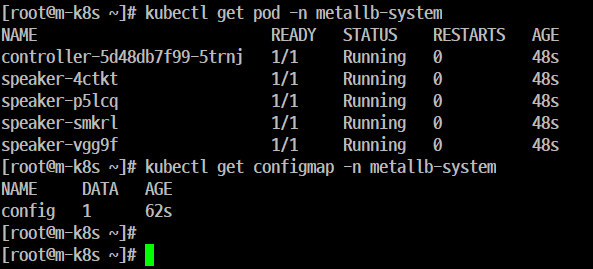 [root@m-k8s ~]# kubectl get pod -n metallb-system
NAME                          READY   STATUS    RESTARTS   AGE
controller-5d48db7f99-5trnj   1/1     Running   0          48s
speaker-4ctkt                 1/1     Running   0          48s
speaker-p5lcq                 1/1     Running   0          48s
speaker-smkrl                 1/1     Running   0          48s
speaker-vgg9f                 1/1     Running   0          48s
[root@m-k8s ~]# kubectl get configmap -n metallb-system
NAME     DATA   AGE
config   1      62s
[root@m-k8s ~]#
[root@m-k8s ~]#